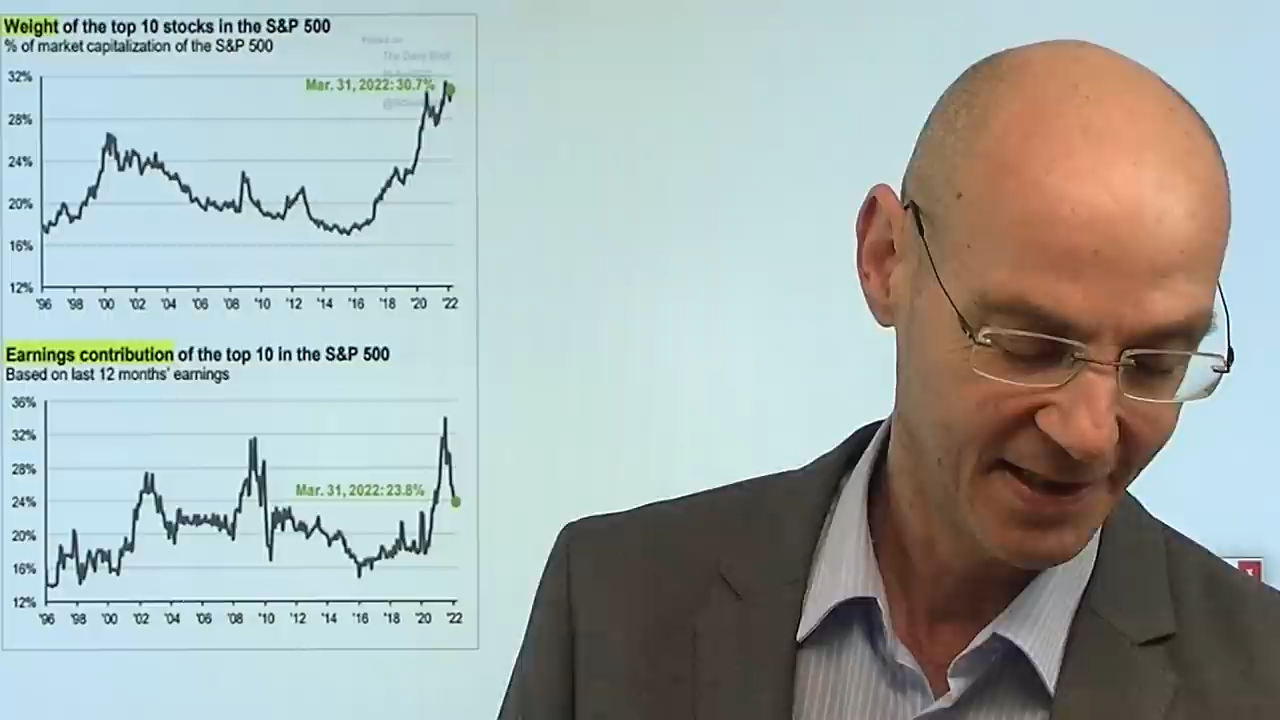 Weight of the top 10 stocks in the S&P 500
% of market capitalization of the S&P 500
The Daily Shot
Mar. 31, 2022: 30.7%
32%
28%
24%
20%
16%
12%
'96 '98 '00 '02 '04 '06 '08 '10 '12 '14 '16 '18 '20 '22
Earnings contribution of the top 10 in the S&P 500
Based on last 12 months' earnings
36%
32%
28%
Mar. 31, 2022: 23.8%
24%
20%
16%
12%
'96 '98 '00 '02 '04 '06 '08 '10 '12 '14 '16 '18 '20 '22